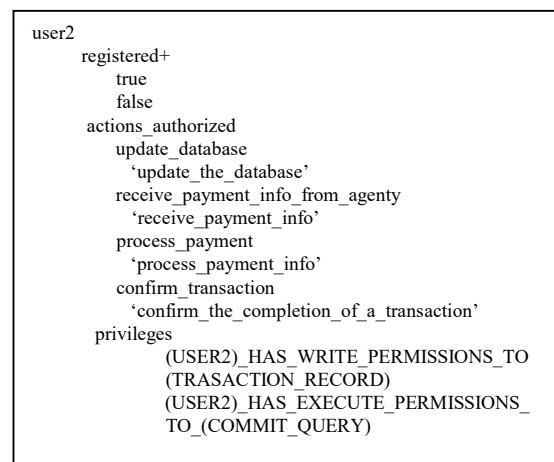 user2
registered+
true
false
actions_authorized
update_database
‘update_the_database’
receive_payment_info_from_agenty
‘receive_payment_info’
process_payment
‘process_payment_info’
confirm_transaction
‘confirm_the_completion_of_a_transaction’
privileges
(USER2)_HAS_WRITE_PERMISSIONS_TO
(TRASACTION_RECORD)
(USER2)_HAS_EXECUTE_PERMISSIONS_
TO_(COMMIT_QUERY)